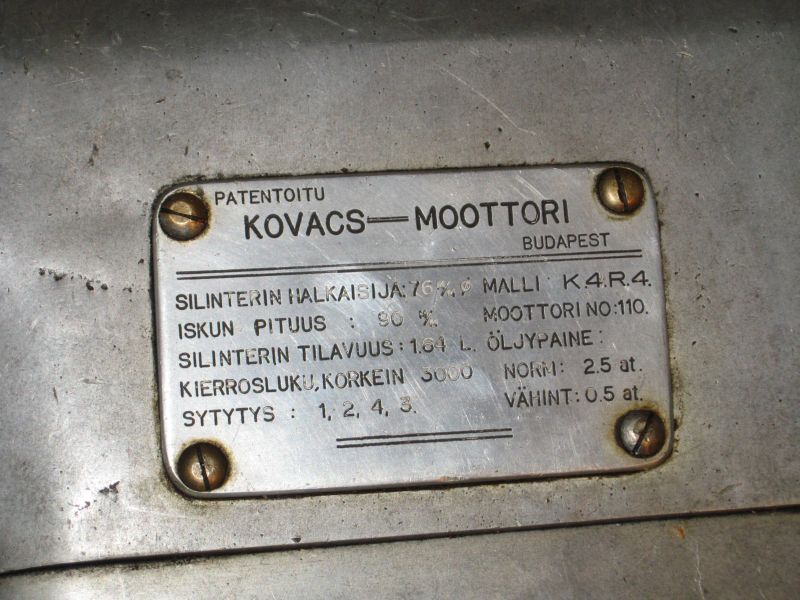 PATENTOITU
KOVACS—MOOTTORI
BUDAPEST
SILINTERIN HALKAISIJA: 76 m/m ø MALLI: K.4.R.4.
ISKUN PITUUS : 90 m/m. MOOTTORI NO: 110.
SILINTERIN TILAVUUS: 1.64 L. ÖLJYPAINE:
KIERROSLUKU, KORKEIN 3000 NORM: 2.5 at.
SYTYTYS : 1, 2, 4, 3. VÄHINT: 0.5 at.